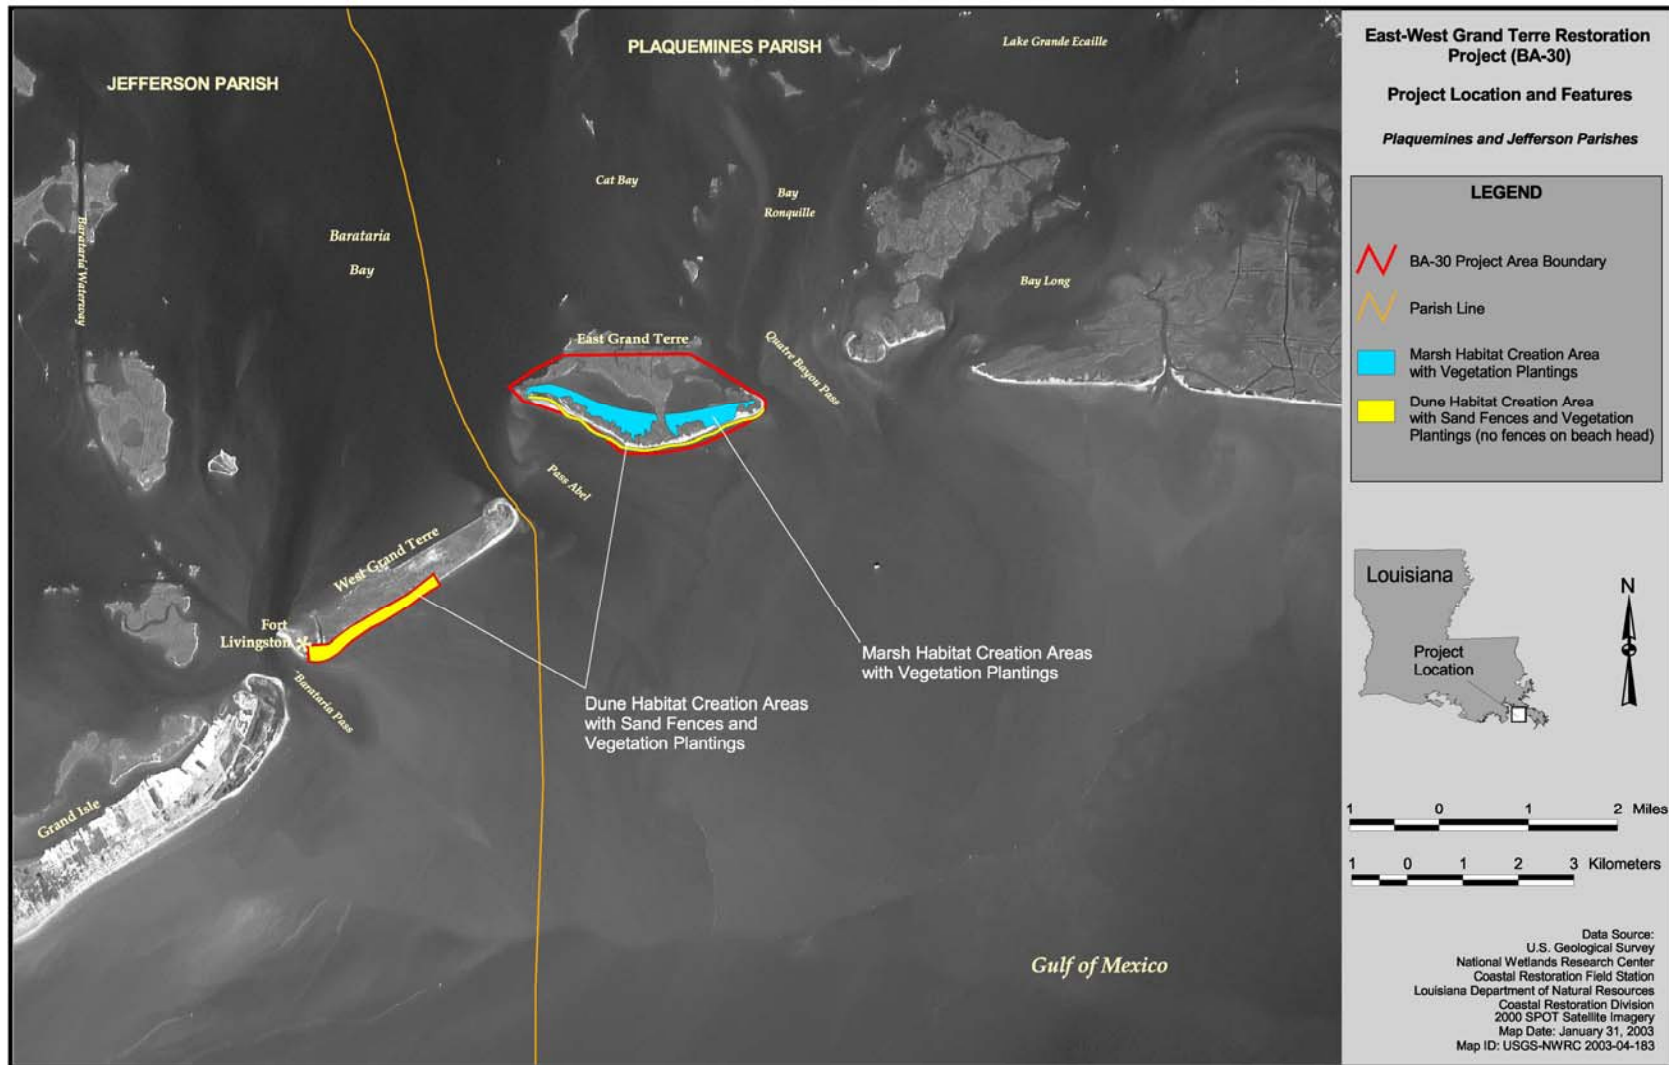 PLAQUEMINES PARISH
Lake Grande Ecaille
JEFFERSON PARISH
Cat Bay
Bay
Ronquille
Barataria
Bay
Barataria Waterway
Bay Long
East Grand Terre
Quatre Bayou Pass
Pass Abel
West Grand Terre
Fort
Livingston
Barataria Pass
Grand Isle
Marsh Habitat Creation Areas
with Vegetation Plantings
Dune Habitat Creation Areas
with Sand Fences and
Vegetation Plantings
Gulf of Mexico
East-West Grand Terre Restoration
Project (BA-30)
Project Location and Features
Plaquemines and Jefferson Parishes
LEGEND
BA-30 Project Area Boundary
Parish Line
Marsh Habitat Creation Area
with Vegetation Plantings
Dune Habitat Creation Area
with Sand Fences and Vegetation
Plantings (no fences on beach head)
Louisiana
Project
Location
N
1 0 1 2 Miles
1 0 1 2 3 Kilometers
Data Source:
U.S. Geological Survey
National Wetlands Research Center
Coastal Restoration Field Station
Louisiana Department of Natural Resources
Coastal Restoration Division
2000 SPOT Satellite Imagery
Map Date: January 31, 2003
Map ID: USGS-NWRC 2003-04-183